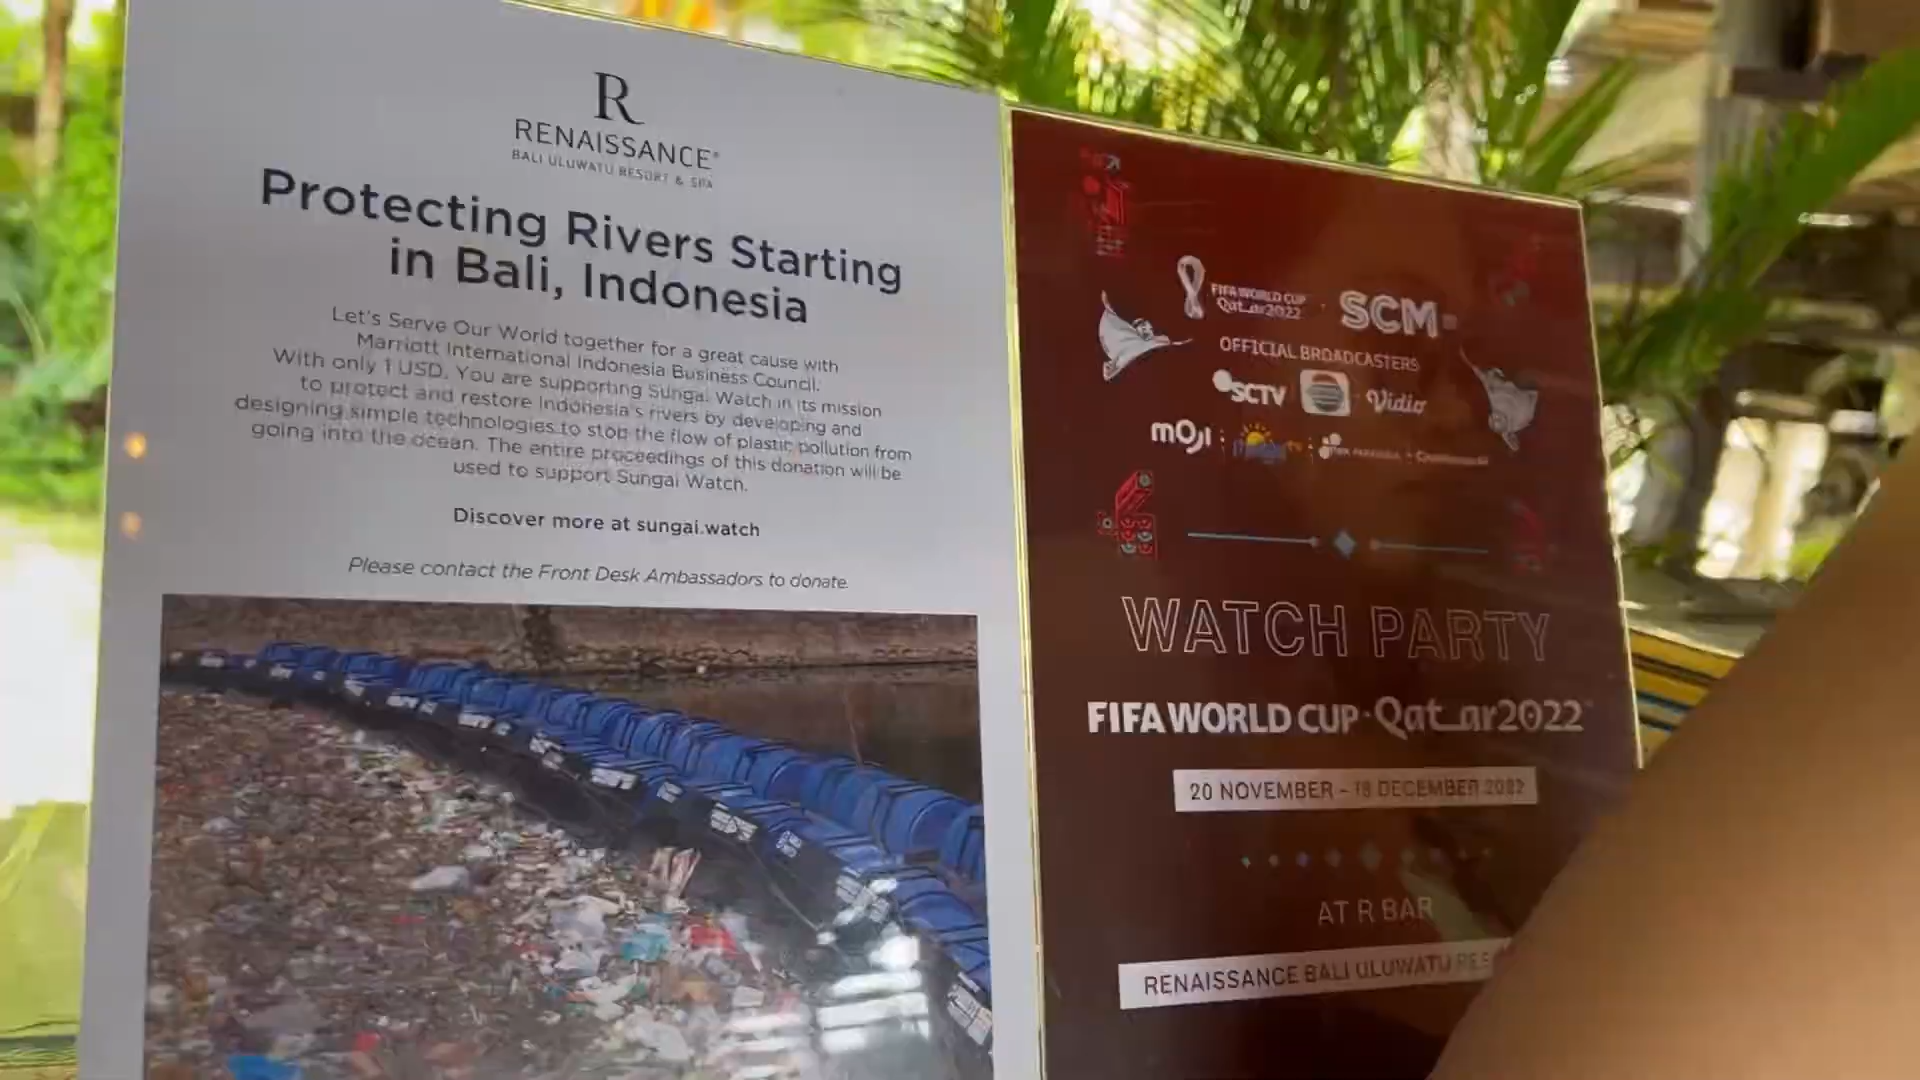 R
RENAISSANCE®
BALI ULUWATU RESORT & SPA
Protecting Rivers Starting
in Bali, Indonesia
Let's Serve Our World together for a great cause with
Marriott International Indonesia Business Council.
With only 1 USD. You are supporting Sungai Watch in its mission
to protect and restore Indonesia's rivers by developing and
designing simple technologies to stop the flow of plastic pollution from
going into the ocean. The entire proceedings of this donation will be
used to support Sungai Watch.
Discover more at sungai.watch
Please contact the Front Desk Ambassadors to donate
FIFA WORLD CUP
Qatar2022
SCM
OFFICIAL BROADCASTERS
SCTV
Vidio
moji
WATCH PARTY
FIFA WORLD CUP Qatar2022
20 NOVEMBER - 18 DECEMBER 2022
AT R BAR
RENAISSANCE BALI ULUWATU RES